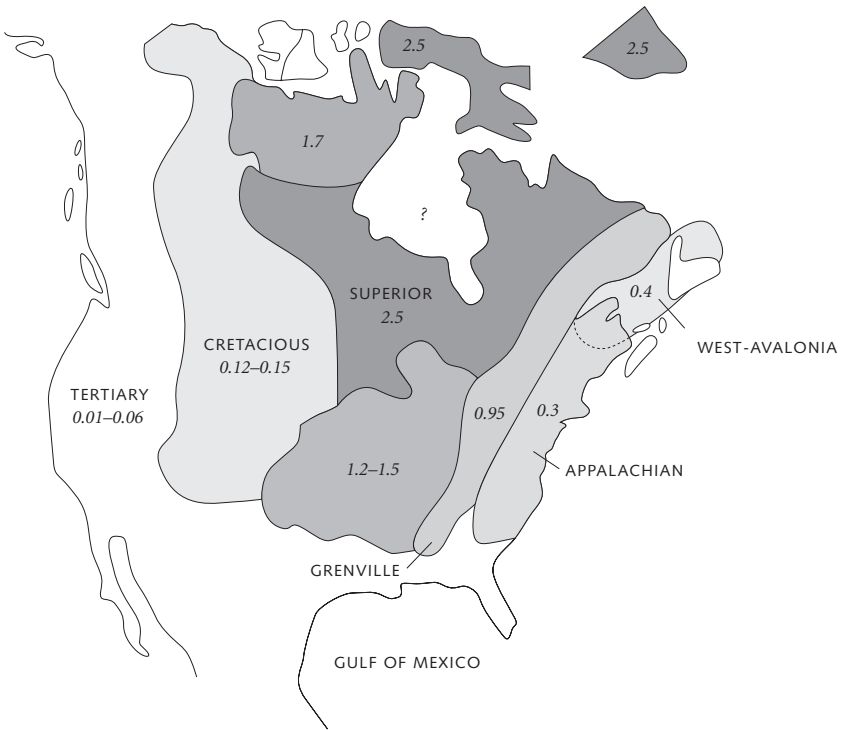 2.5
2.5
1.7
?
0.4
SUPERIOR
2.5
WEST-AVALONIA
CRETACIOUS
0.12–0.15
TERTIARY
0.01–0.06
0.95
0.3
1.2–1.5
APPALACHIAN
GRENVILLE
GULF OF MEXICO